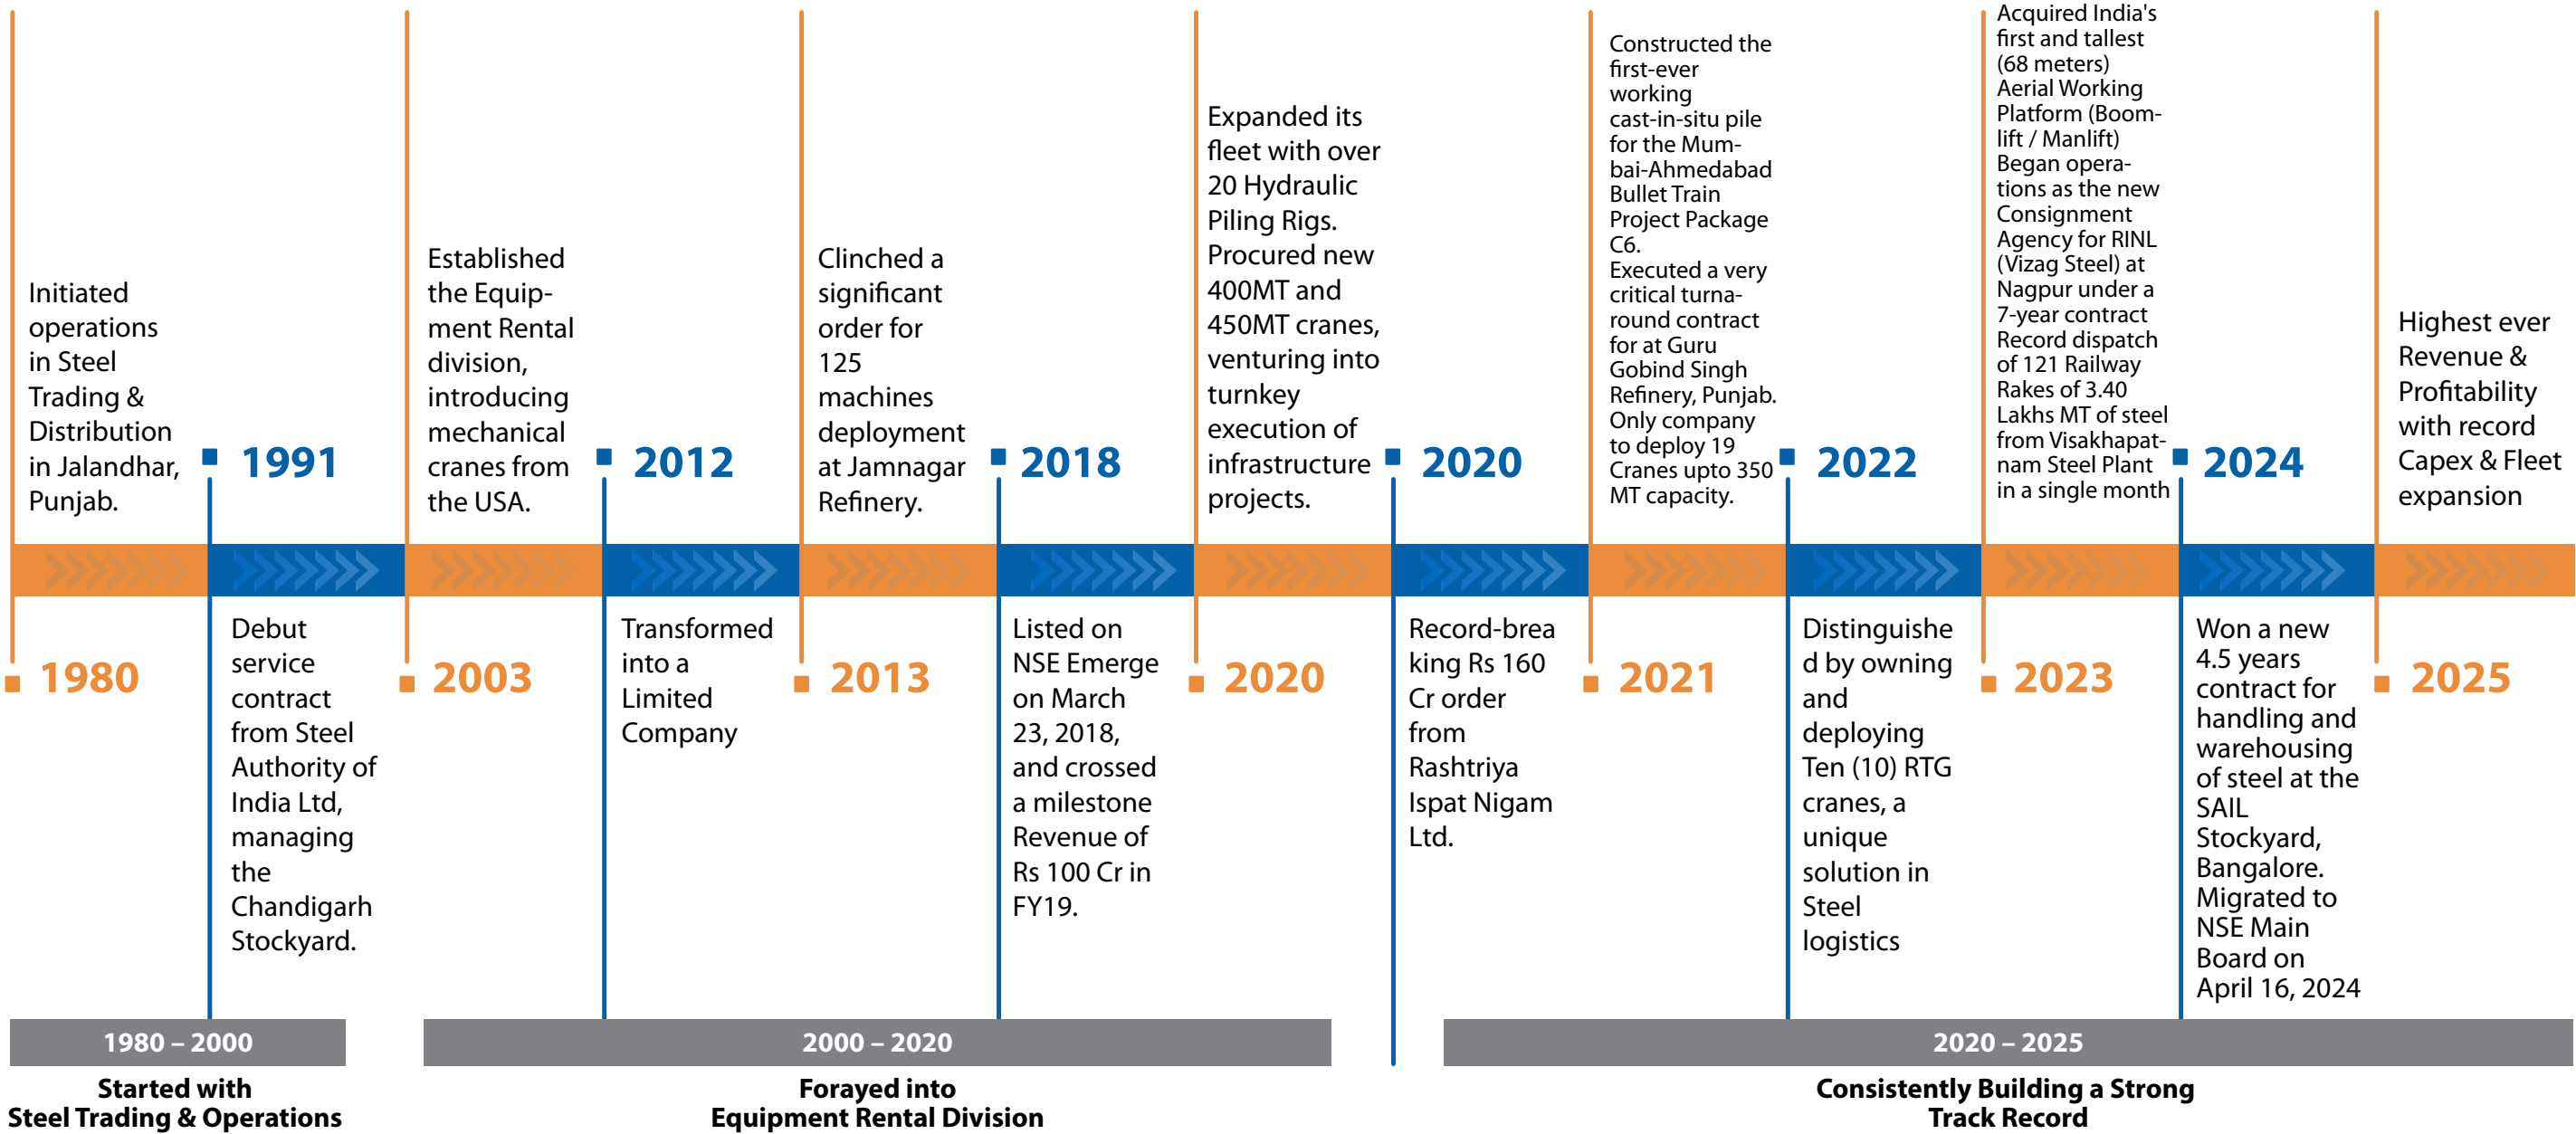 Initiated
operations
in Steel
Trading &
Distribution
in Jalandhar,
Punjab.
1980
1991
Debut
service
contract
from Steel
Authority of
India Ltd,
managing
the
Chandigarh
Stockyard.
Established
the Equip-
ment Rental
division,
introducing
mechanical
cranes from
the USA.
2003
2012
Transformed
into a
Limited
Company
Clinched a
significant
order for
125
machines
deployment
at Jamnagar
Refinery.
2013
2018
Listed on
NSE Emerge
on March
23, 2018,
and crossed
a milestone
Revenue of
Rs 100 Cr in
FY19.
Expanded its
fleet with over
20 Hydraulic
Piling Rigs.
Procured new
400MT and
450MT cranes,
venturing into
turnkey
execution of
infrastructure
projects.
2020
2020
Record-brea
king Rs 160
Cr order
from
Rashtriya
Ispat Nigam
Ltd.
Constructed the
first-ever
working
cast-in-situ pile
for the Mum-
bai-Ahmedabad
Bullet Train
Project Package
C6.
Executed a very
critical turna-
round contract
for at Guru
Gobind Singh
Refinery, Punjab.
Only company
to deploy 19
Cranes upto 350
MT capacity.
2021
2022
Distinguishe
d by owning
and
deploying
Ten (10) RTG
cranes, a
unique
solution in
Steel
logistics
Acquired India's
first and tallest
(68 meters)
Aerial Working
Platform (Boom-
lift / Manlift)
Began opera-
tions as the new
Consignment
Agency for RINL
(Vizag Steel) at
Nagpur under a
7-year contract
Record dispatch
of 121 Railway
Rakes of 3.40
Lakhs MT of steel
from Visakhapat-
nam Steel Plant
in a single month
2023
2024
Won a new
4.5 years
contract for
handling and
warehousing
of steel at the
SAIL
Stockyard,
Bangalore.
Migrated to
NSE Main
Board on
April 16, 2024
Highest ever
Revenue &
Profitability
with record
Capex & Fleet
expansion
2025
1980 – 2000
Started with
Steel Trading & Operations
2000 – 2020
Forayed into
Equipment Rental Division
2020 – 2025
Consistently Building a Strong
Track Record